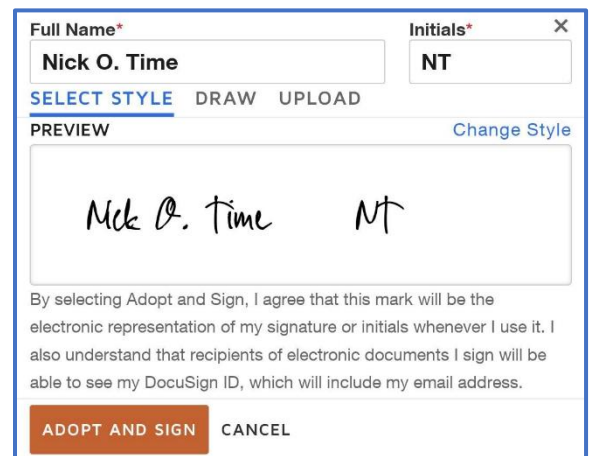 Full Name* Initials* ×
Nick O. Time NT
SELECT STYLE DRAW UPLOAD
PREVIEW Change Style
Nick O. Time NT
By selecting Adopt and Sign, I agree that this mark will be the
electronic representation of my signature or initials whenever I use it. I
also understand that recipients of electronic documents I sign will be
able to see my DocuSign ID, which will include my email address.
ADOPT AND SIGN CANCEL